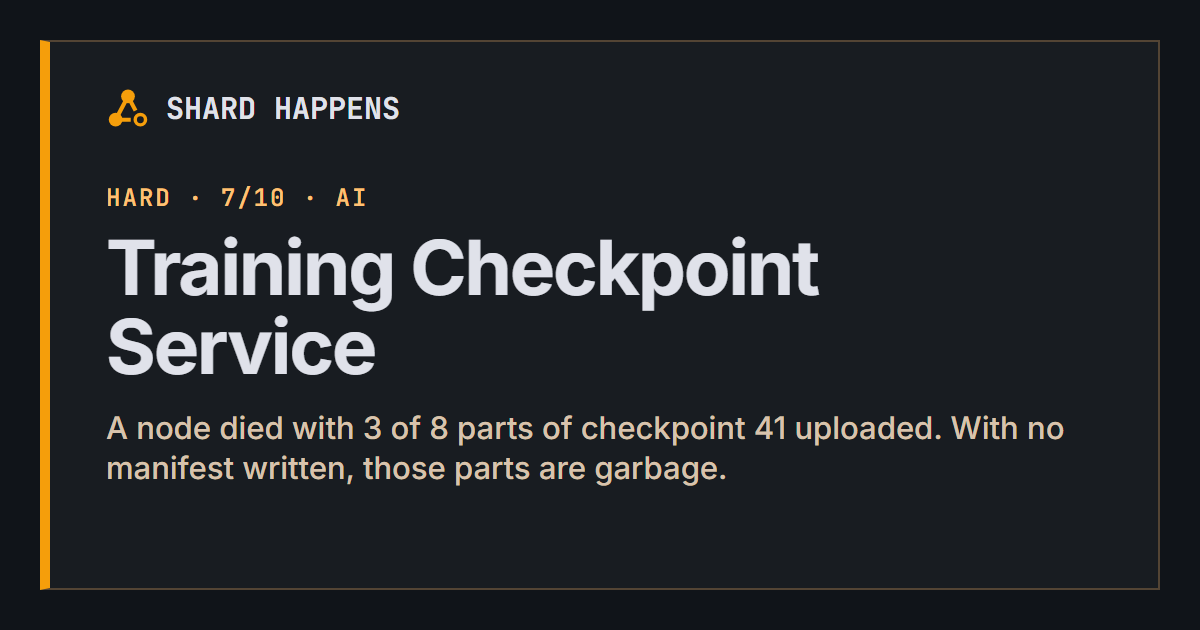 SHARD HAPPENS
HARD · 7/10 · AI
Training Checkpoint
Service
A node died with 3 of 8 parts of checkpoint 41 uploaded. With no
manifest written, those parts are garbage.